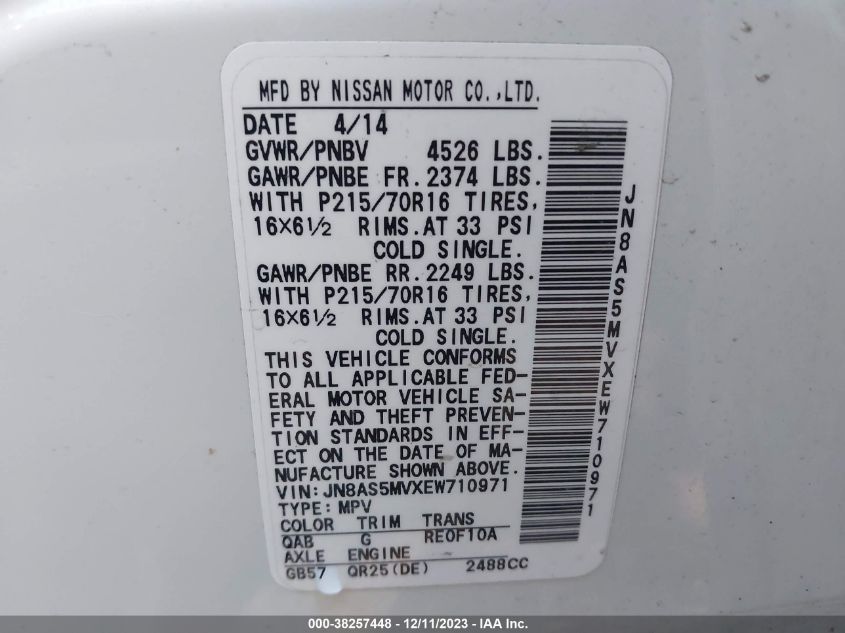 MFD BY NISSAN MOTOR CO.,LTD.
DATE 4/14
GVWR/PNBV 4526 LBS.
GAWR/PNBE FR. 2374 LBS.
WITH P215/70R16 TIRES,
16X6½ RIMS.AT 33 PSI
COLD SINGLE.
GAWR/PNBE RR. 2249 LBS.
WITH P215/70R16 TIRES,
16X6½ RIMS.AT 33 PSI
COLD SINGLE.
THIS VEHICLE CONFORMS
TO ALL APPLICABLE FED-
ERAL MOTOR VEHICLE SA-
FETY AND THEFT PREVEN-
TION STANDARDS IN EFF-
ECT ON THE DATE OF MA-
NUFACTURE SHOWN ABOVE.
VIN:JN8AS5MVXEW710971
TYPE:MPV
COLOR TRIM TRANS
QAB G RE0F10A
AXLE ENGINE
GB57 QR25(DE) 2488CC
JN8AS5MVXEW710971
000-38257448 - 12/11/2023 - IAA Inc.